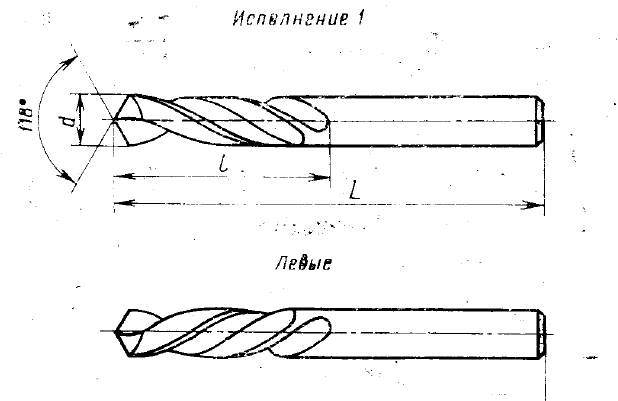 Исполнение 1
118°
d
l
L
Левые